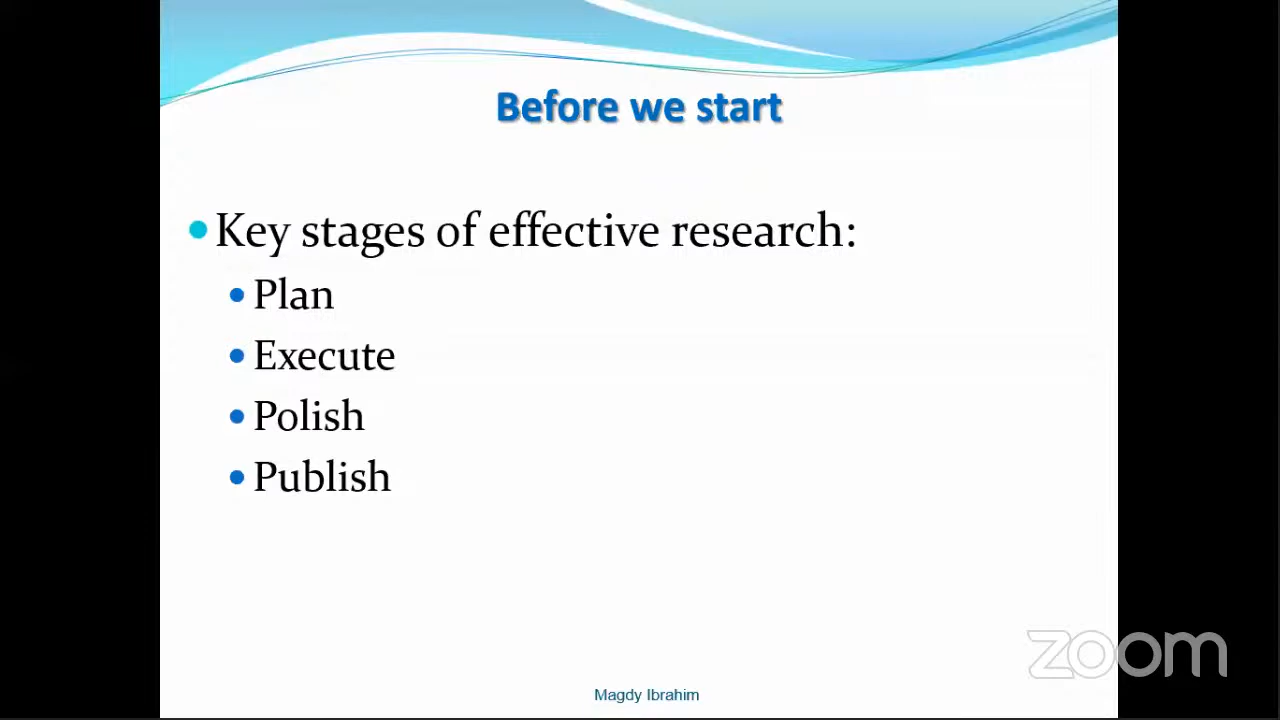 Before we start
Key stages of effective research:
Plan
Execute
Polish
Publish
zoom
Magdy Ibrahim